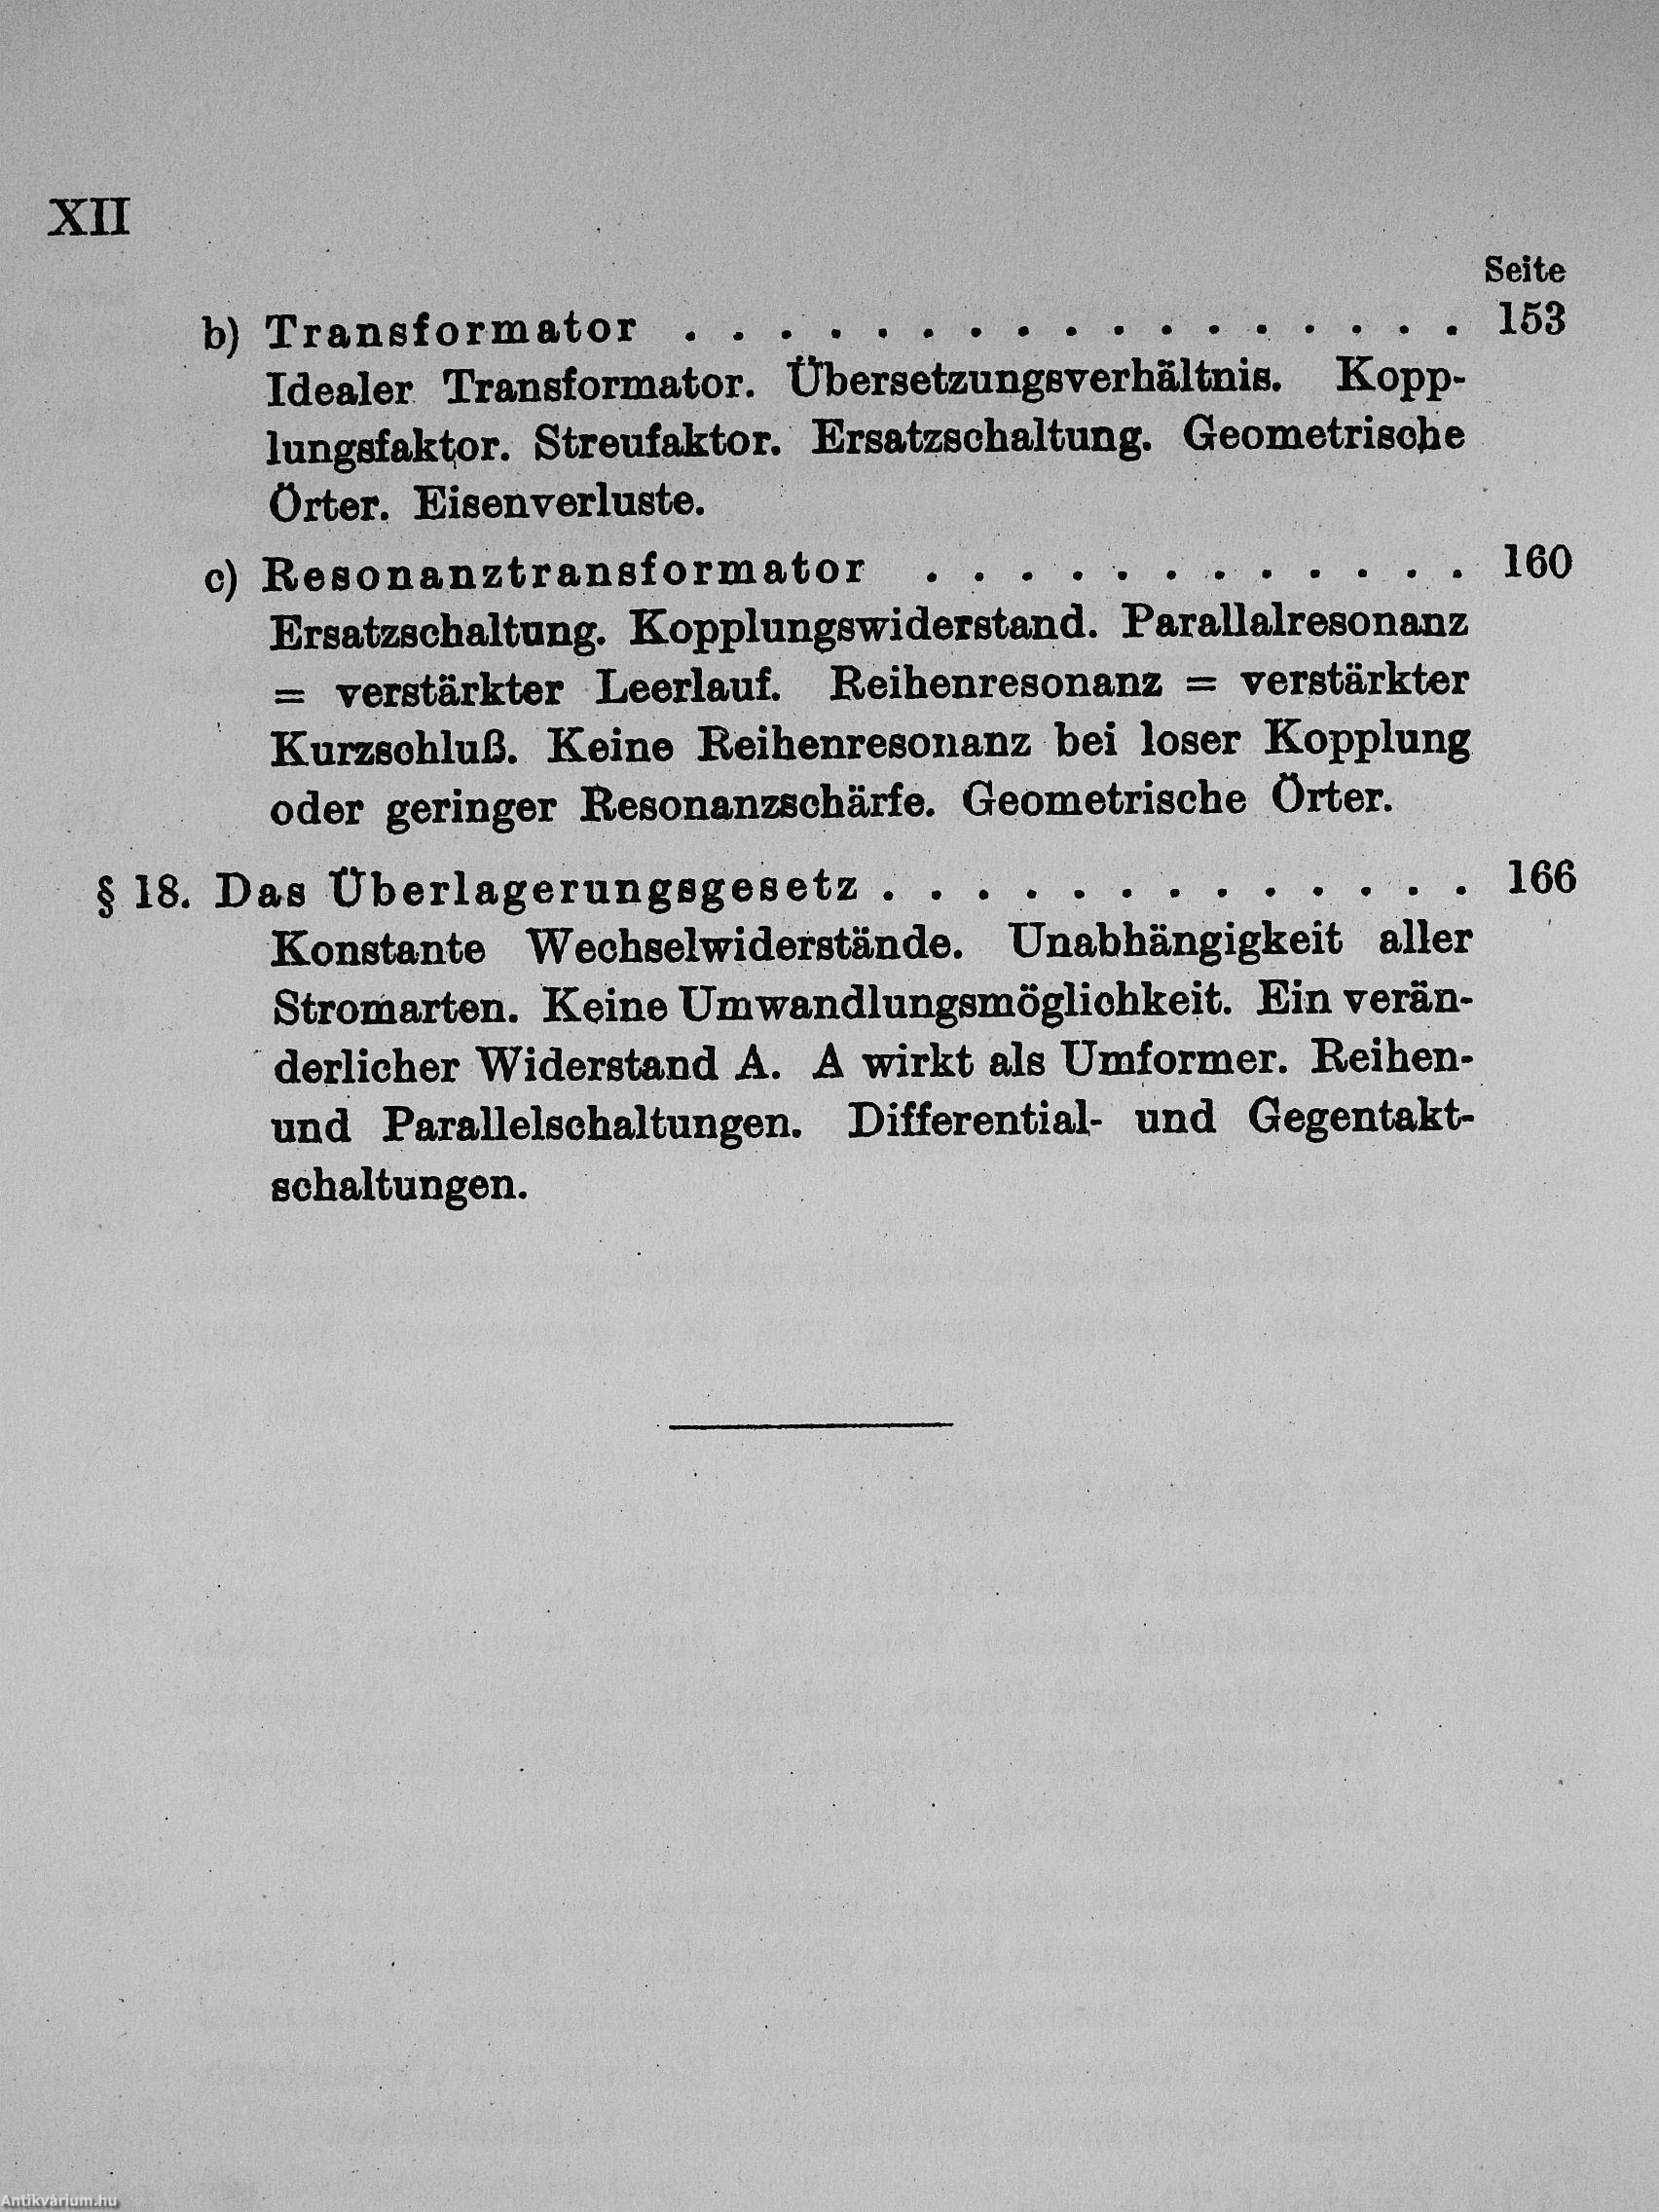 XII
Seite
b) Transformator . . . . . . . . . . . . . . . . . 153
Idealer Transformator. Übersetzungsverhältnis. Kopp-
lungsfaktor. Streufaktor. Ersatzschaltung. Geometrische
Örter. Eisenverluste.
c) Resonanztransformator . . . . . . . . . . . . 160
Ersatzschaltung. Kopplungswiderstand. Parallalresonanz
= verstärkter Leerlauf. Reihenresonanz = verstärkter
Kurzschluß. Keine Reihenresonanz bei loser Kopplung
oder geringer Resonanzschärfe. Geometrische Örter.
§ 18. Das Überlagerungsgesetz . . . . . . . . . . . . . 166
Konstante Wechselwiderstände. Unabhängigkeit aller
Stromarten. Keine Umwandlungsmöglichkeit. Ein verän-
derlicher Widerstand A. A wirkt als Umformer. Reihen-
und Parallelschaltungen. Differential- und Gegentakt-
schaltungen.
Antikvarium.hu